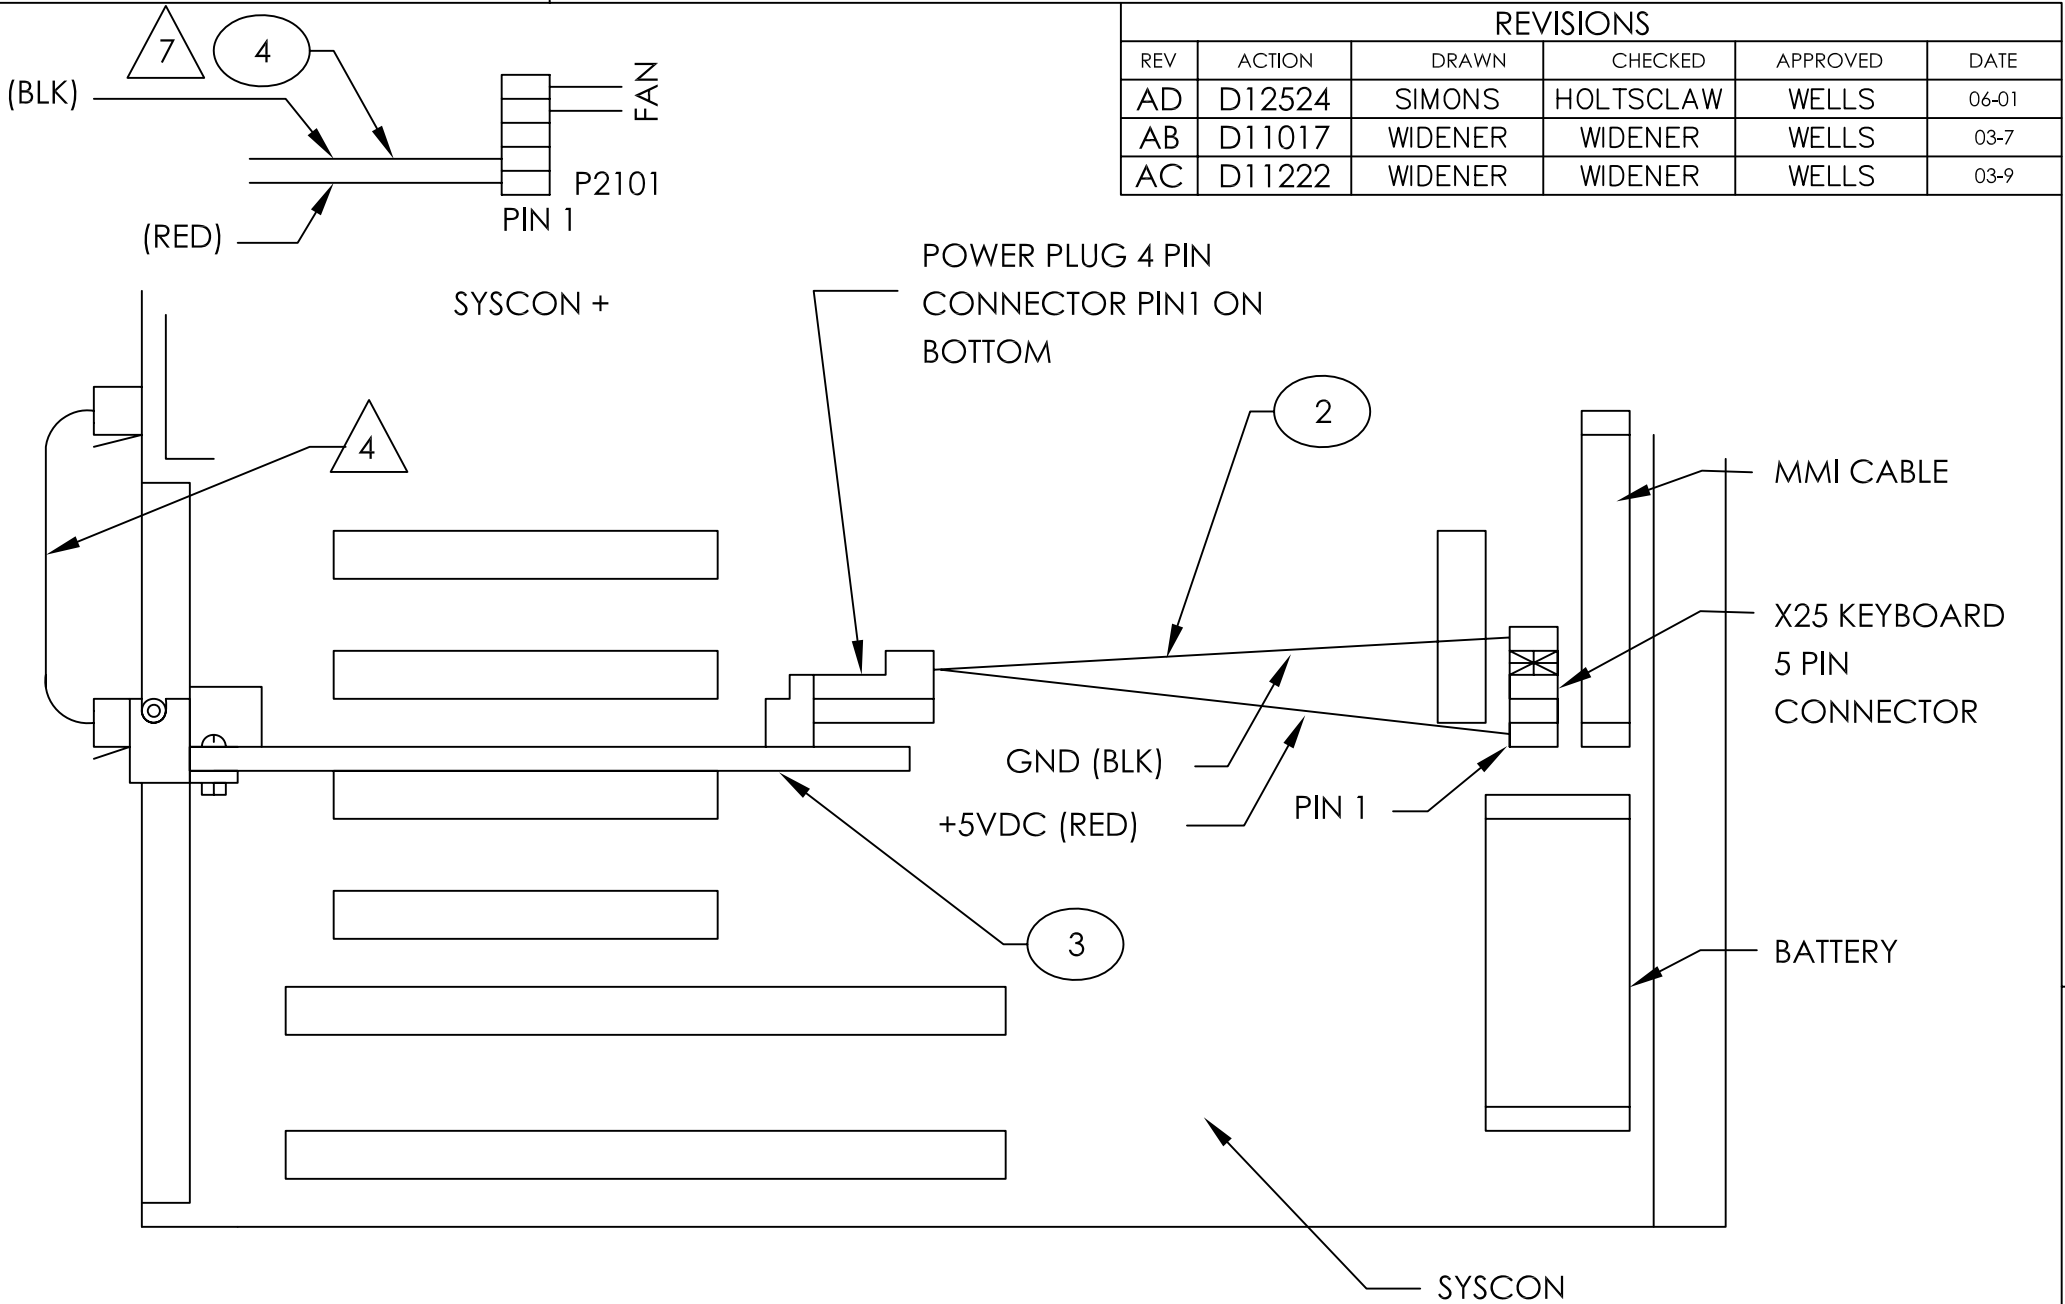 REVISIONS
REV ACTION DRAWN CHECKED APPROVED DATE
AD D12524 SIMONS HOLTSCLAW WELLS 06-01
AB D11017 WIDENER WIDENER WELLS 03-7
AC D11222 WIDENER WIDENER WELLS 03-9
7
4
(BLK)
FAN
P2101
PIN 1
(RED)
SYSCON +
POWER PLUG 4 PIN
CONNECTOR PIN1 ON
BOTTOM
2
4
MMI CABLE
X25 KEYBOARD
5 PIN
CONNECTOR
GND (BLK)
+5VDC (RED)
PIN 1
3
BATTERY
SYSCON